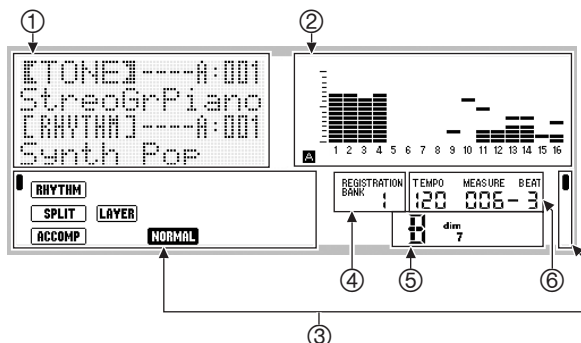 ① ②
【TONE】----A:001
StreoGrPiano
[RHYTHM]----A:001
Synth Pop
A
1 2 3 4 5 6 7 8 9 10 11 12 13 14 15 16
RHYTHM
SPLIT LAYER
ACCOMP NORMAL
REGISTRATION BANK 1
TEMPO MEASURE BEAT
120 006- 3
B dim 7
④ ⑤ ⑥
③